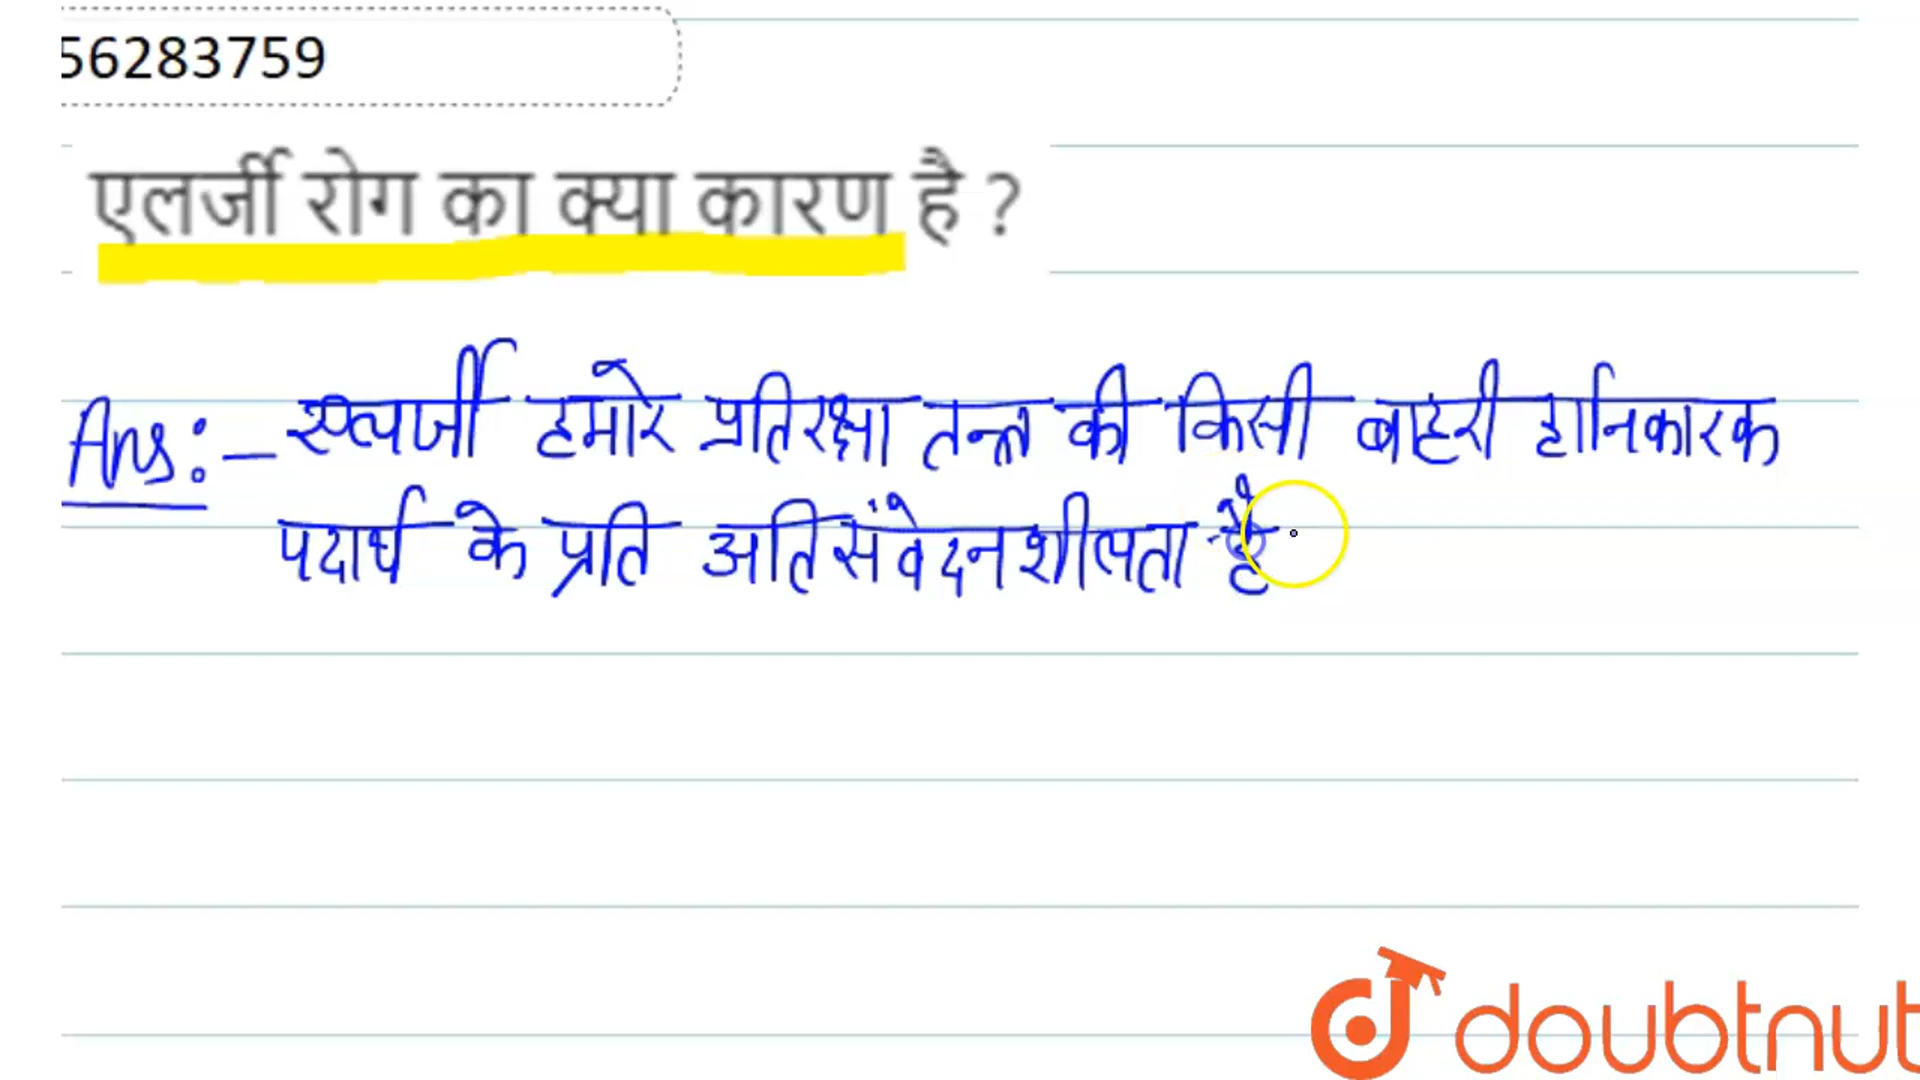 56283759
एलर्जी रोग का क्या कारण है ?
Ans:- एलर्जी हमारे प्रतिरक्षा तन्त्र की किसी बाहरी हानिकारक
पदार्थ के प्रति अतिसंवेदनशीलता है
doubtnut